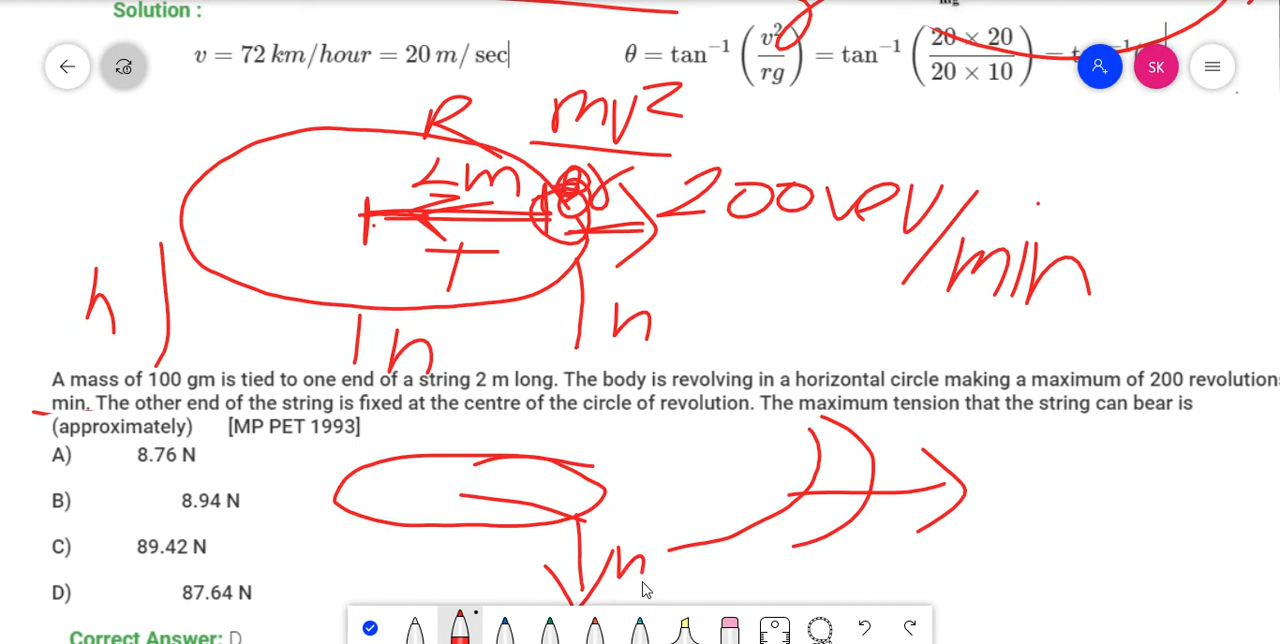 Solution :
v = 72 km/hour = 20 m/ sec
θ = tan⁻¹ (v²/rg) = tan⁻¹ (20 × 20/20 × 10) =
SK
R
mv²
2m
200rev/min
T
h
n
n
A mass of 100 gm is tied to one end of a string 2 m long. The body is revolving in a horizontal circle making a maximum of 200 revolution
min. The other end of the string is fixed at the centre of the circle of revolution. The maximum tension that the string can bear is
(approximately) [MP PET 1993]
A) 8.76 N
B) 8.94 N
C) 89.42 N
n
D) 87.64 N
Correct Answer: D